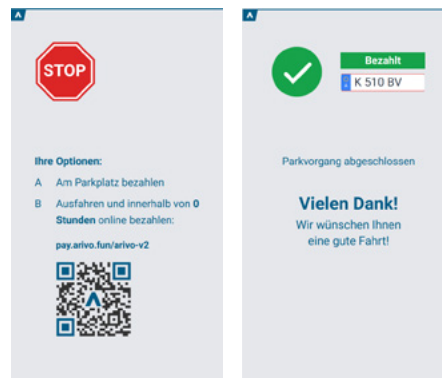 STOP
Ihre Optionen:
A Am Parkplatz bezahlen
B Ausfahren und innerhalb von 0
Stunden online bezahlen:
pay.arivo.fun/arivo-v2
Bezahlt
K 510 BV
Parkvorgang abgeschlossen
Vielen Dank!
Wir wünschen Ihnen
eine gute Fahrt!